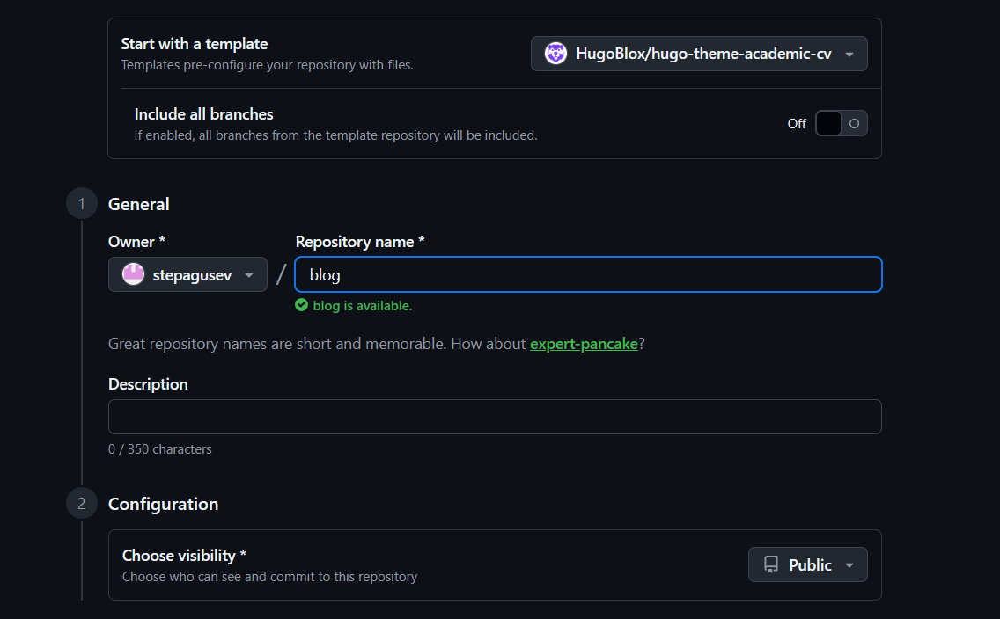 Start with a template
Templates pre-configure your repository with files.
HugoBlox/hugo-theme-academic-cv
Include all branches
If enabled, all branches from the template repository will be included.
Off
1
General
Owner *
Repository name *
stepagusev
/
blog
blog is available.
Great repository names are short and memorable. How about expert-pancake?
Description
0 / 350 characters
2
Configuration
Choose visibility *
Choose who can see and commit to this repository
Public